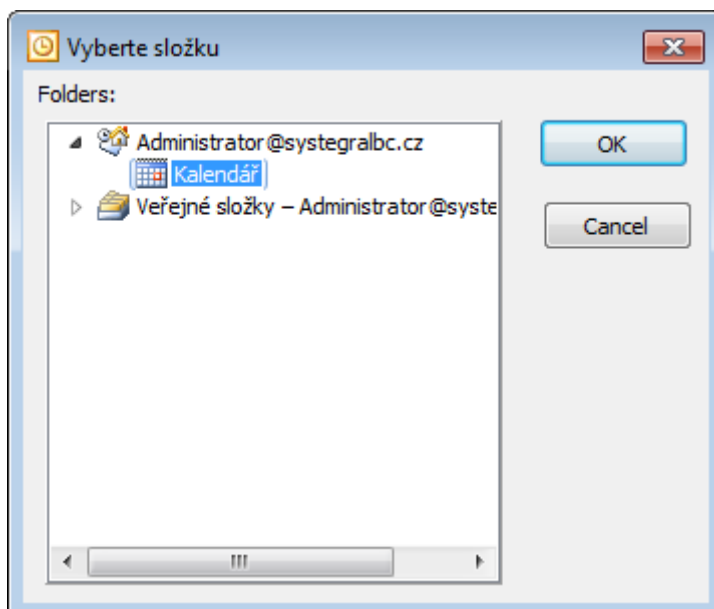 Vyberte složku
Folders:
Administrator@systegralbc.cz
OK
Kalendář
Veřejné složky – Administrator@syste
Cancel